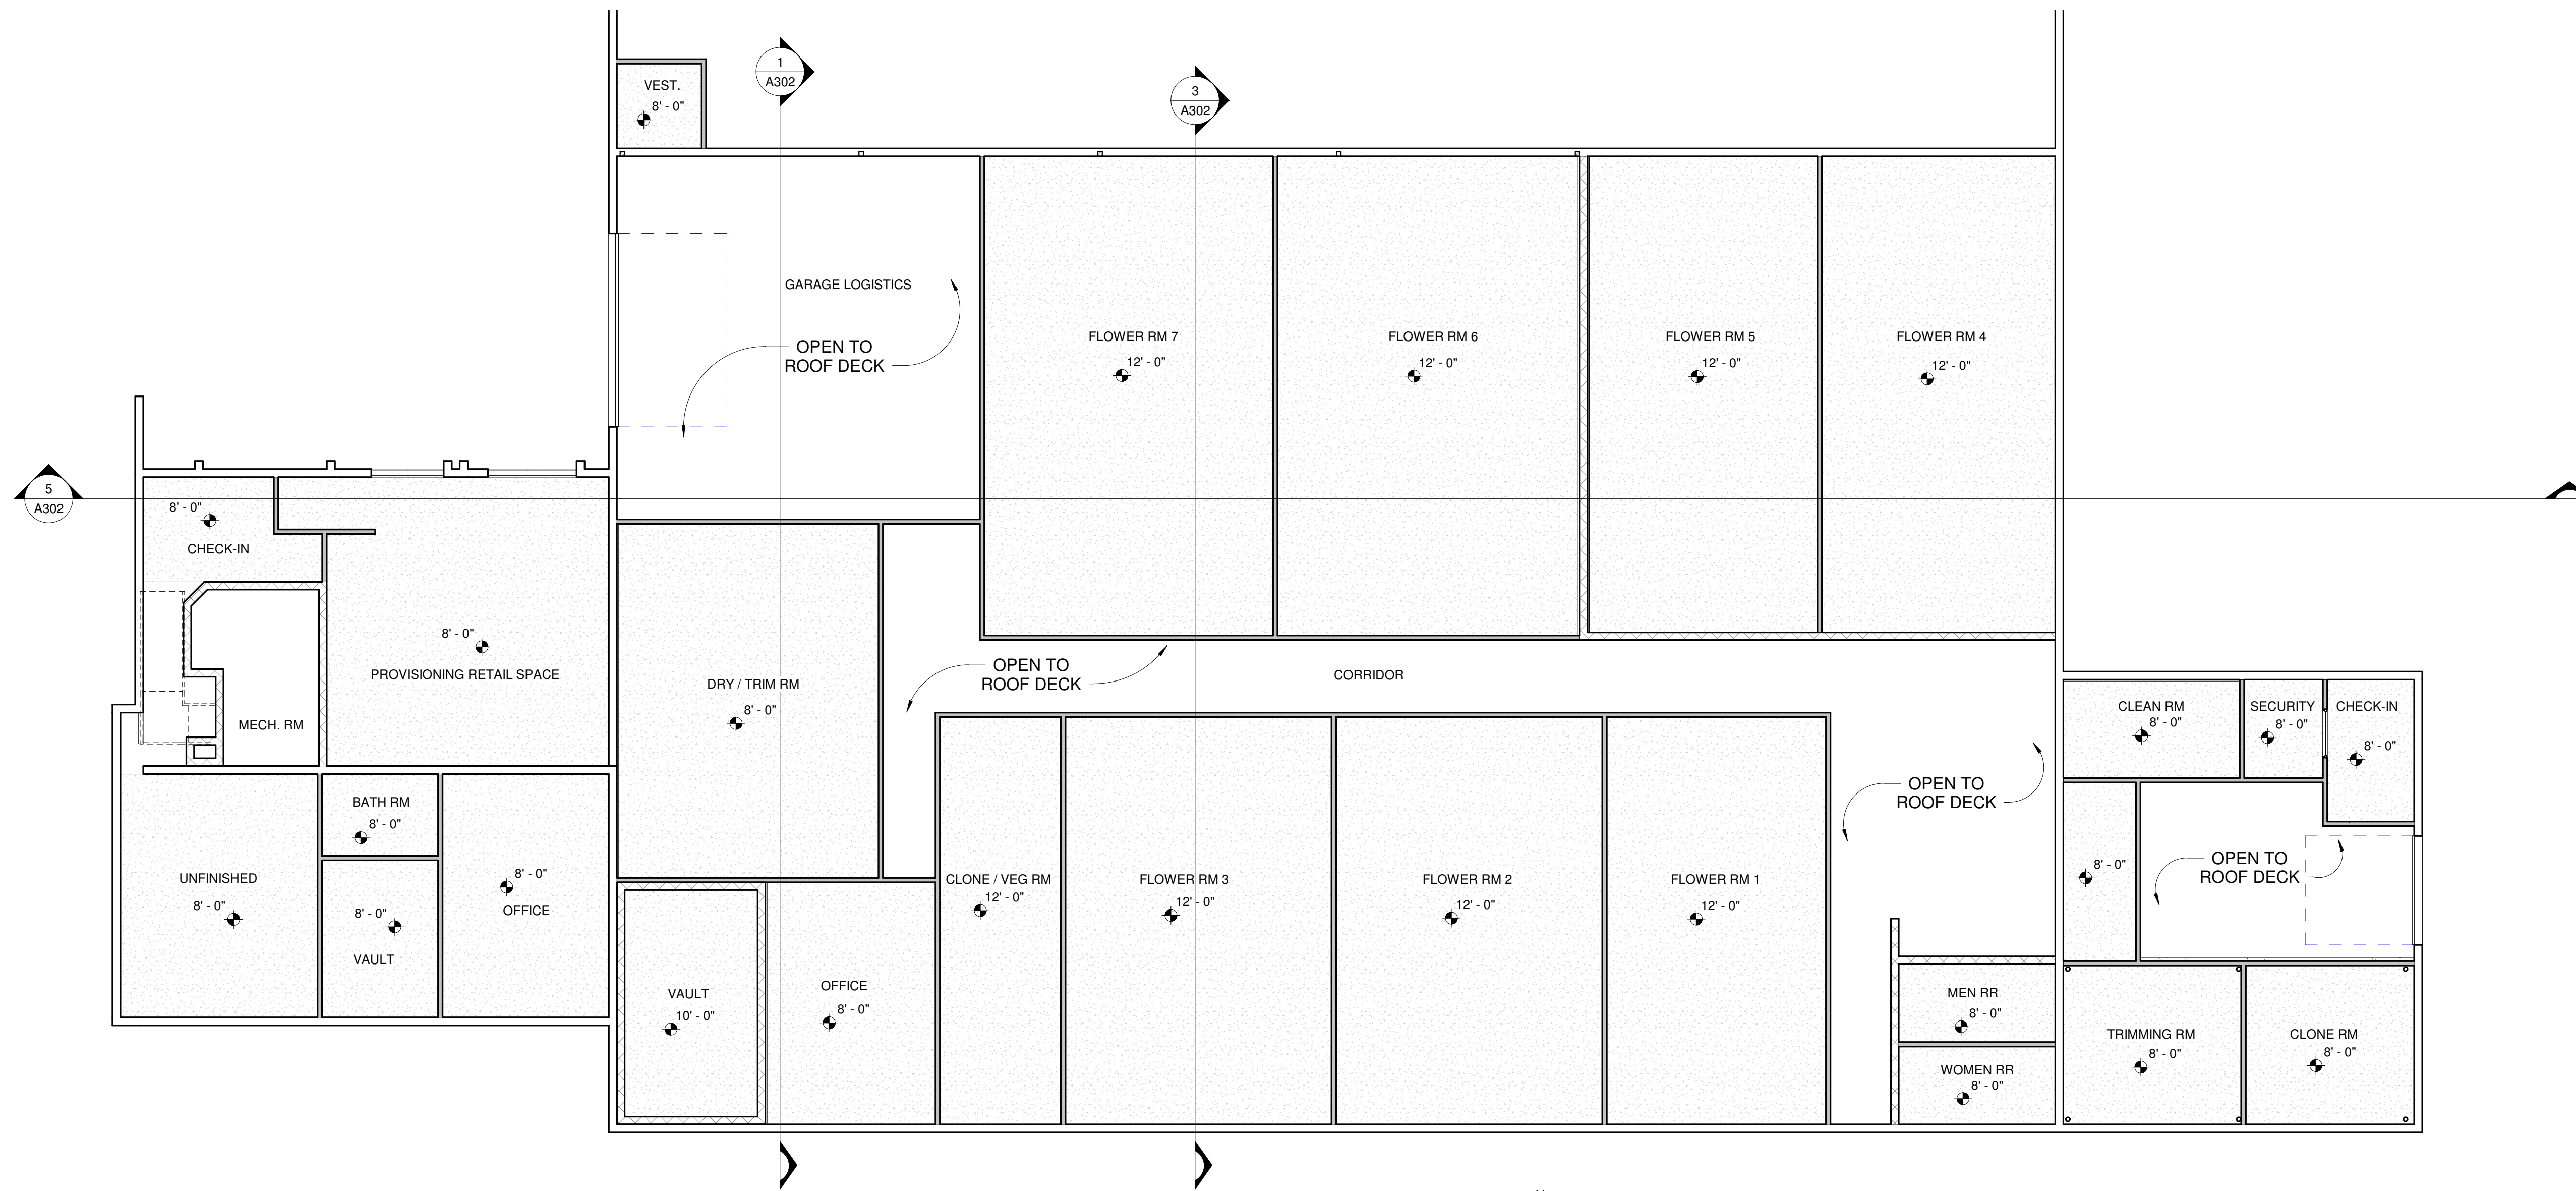 1
A302
3
A302
VEST.
8' - 0"
GARAGE LOGISTICS
OPEN TO
ROOF DECK
FLOWER RM 7
12' - 0"
FLOWER RM 6
12' - 0"
FLOWER RM 5
12' - 0"
FLOWER RM 4
12' - 0"
5
A302
8' - 0"
CHECK-IN
8' - 0"
PROVISIONING RETAIL SPACE
MECH. RM
DRY / TRIM RM
8' - 0"
OPEN TO
ROOF DECK
CORRIDOR
CLEAN RM
8' - 0"
SECURITY
8' - 0"
CHECK-IN
8' - 0"
OPEN TO
ROOF DECK
BATH RM
8' - 0"
UNFINISHED
8' - 0"
8' - 0"
VAULT
8' - 0"
OFFICE
CLONE / VEG RM
12' - 0"
FLOWER RM 3
12' - 0"
FLOWER RM 2
12' - 0"
FLOWER RM 1
12' - 0"
8' - 0"
OPEN TO
ROOF DECK
VAULT
10' - 0"
OFFICE
8' - 0"
MEN RR
8' - 0"
WOMEN RR
8' - 0"
TRIMMING RM
8' - 0"
CLONE RM
8' - 0"